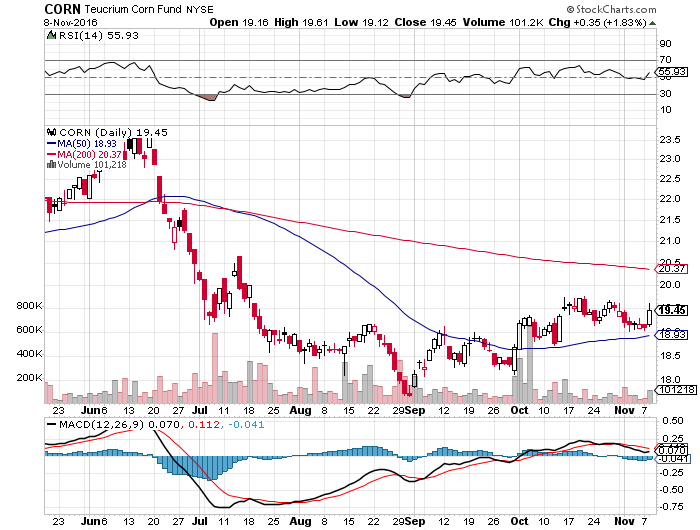 CORN Teucrium Corn Fund NYSE © StockCharts.com
8-Nov-2016 Open 19.16 High 19.61 Low 19.12 Close 19.45 Volume 101.2K Chg +0.35 (+1.83%)
RSI(14) 55.93
90
70
55.93
50
30
10
CORN (Daily) 19.45
MA(50) 18.93
MA(200) 20.37
Volume 101,218
23.5
23.0
22.5
22.0
21.5
21.0
20.5
20.37
20.0
19.45
18.93
18.5
18.0
101218
800K
600K
400K
200K
23 Jun 6 13 20 27 Jul 11 18 25 Aug 8 15 22 29 Sep 12 19 26 Oct 10 17 24 Nov 7
MACD(12,26,9) 0.070, 0.112, -0.041
0.50
0.25
0.070
-0.041
-0.25
-0.50
-0.75
23 Jun 6 13 20 27 Jul 11 18 25 Aug 8 15 22 29 Sep 12 19 26 Oct 10 17 24 Nov 7